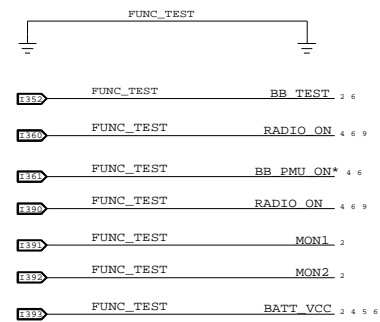 FUNC_TEST
I352 FUNC_TEST BB_TEST 2 6
I360 FUNC_TEST RADIO_ON 4 6 9
I361 FUNC_TEST BB_PMU_ON* 4 6
I390 FUNC_TEST RADIO_ON 4 6 9
I391 FUNC_TEST MON1 2
I392 FUNC_TEST MON2 2
I393 FUNC_TEST BATT_VCC 2 4 5 6